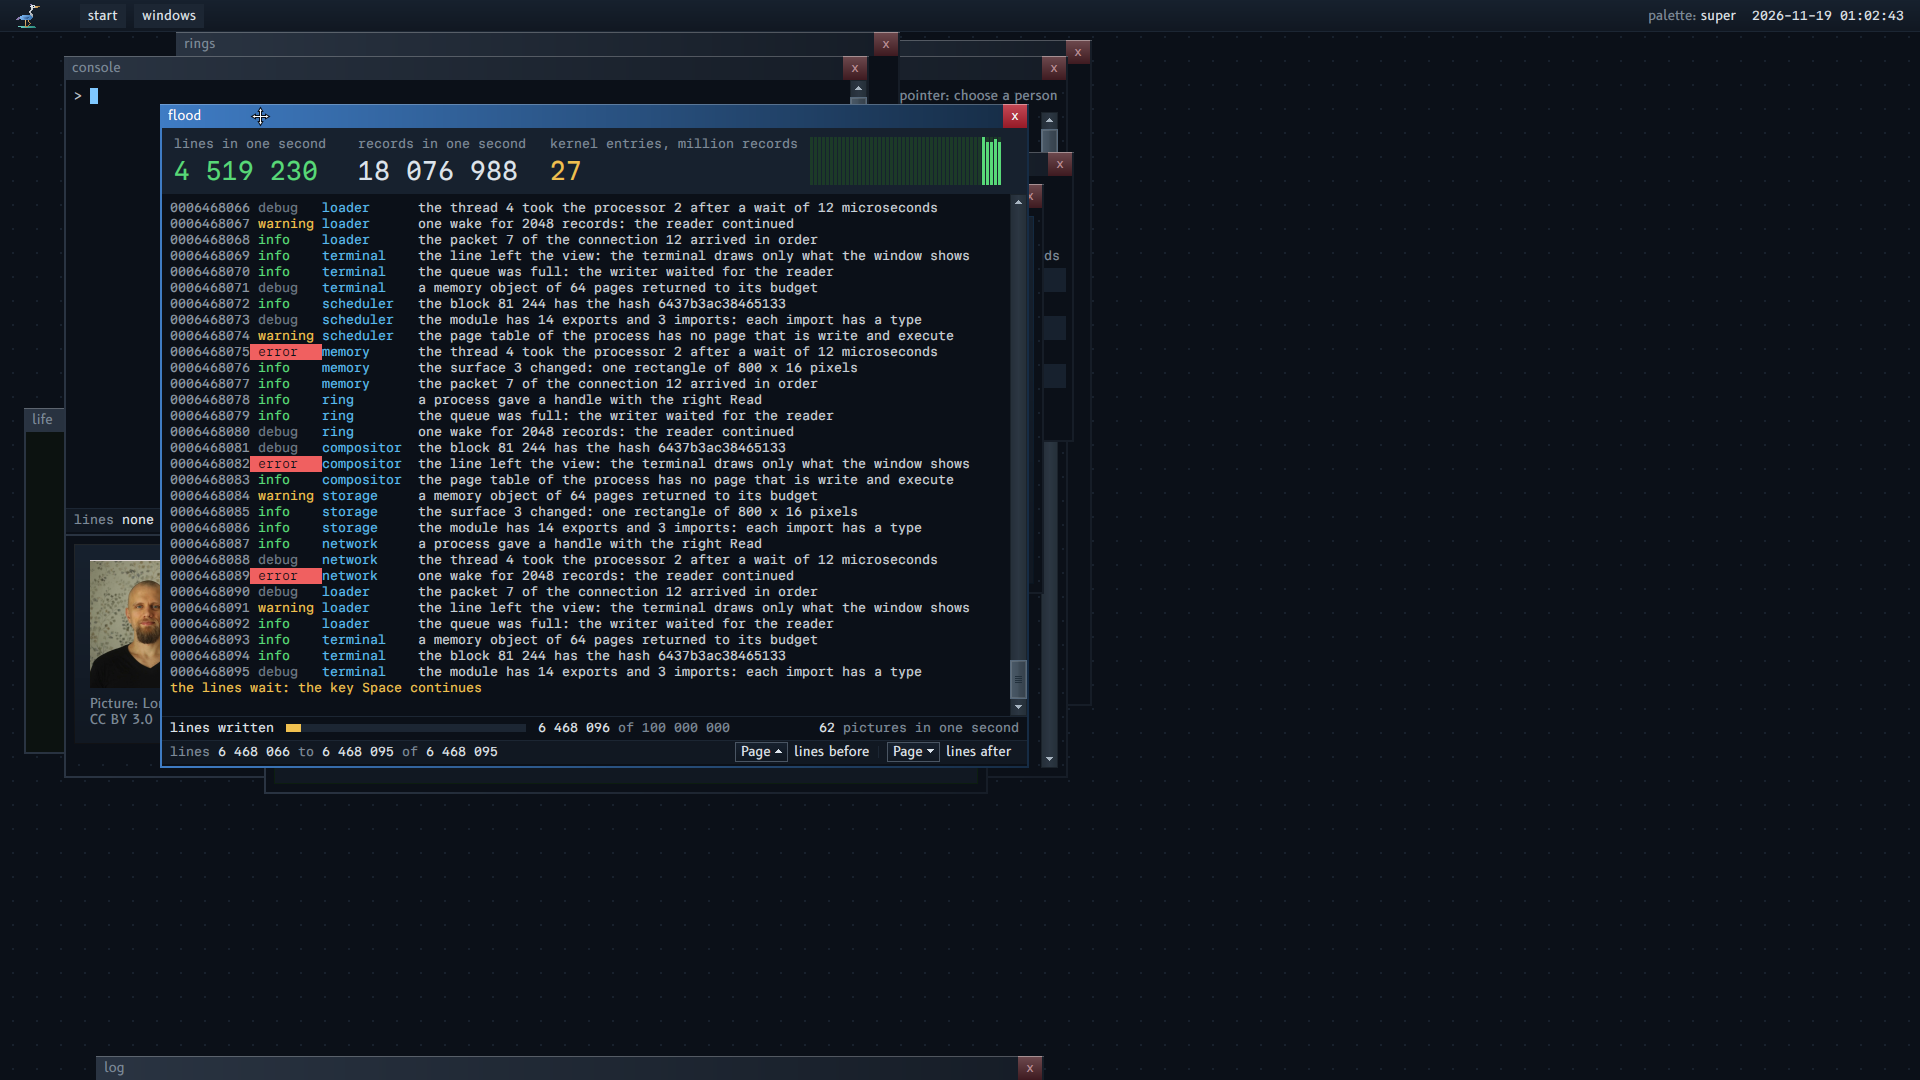 start windows palette: super 2026-11-19 01:02:43
rings x
x
console x
x
> pointer: choose a person
flood x
lines in one second records in one second kernel entries, million records
4 519 230 18 076 988 27
x
x
ds
0006468066 debug loader the thread 4 took the processor 2 after a wait of 12 microseconds
0006468067 warning loader one wake for 2048 records: the reader continued
0006468068 info loader the packet 7 of the connection 12 arrived in order
0006468069 info terminal the line left the view: the terminal draws only what the window shows
0006468070 info terminal the queue was full: the writer waited for the reader
0006468071 debug terminal a memory object of 64 pages returned to its budget
0006468072 info scheduler the block 81 244 has the hash 6437b3ac38465133
0006468073 debug scheduler the module has 14 exports and 3 imports: each import has a type
0006468074 warning scheduler the page table of the process has no page that is write and execute
0006468075 error memory the thread 4 took the processor 2 after a wait of 12 microseconds
0006468076 info memory the surface 3 changed: one rectangle of 800 x 16 pixels
0006468077 info memory the packet 7 of the connection 12 arrived in order
0006468078 info ring a process gave a handle with the right Read
0006468079 info ring the queue was full: the writer waited for the reader
0006468080 debug ring one wake for 2048 records: the reader continued
0006468081 debug compositor the block 81 244 has the hash 6437b3ac38465133
0006468082 error compositor the line left the view: the terminal draws only what the window shows
0006468083 info compositor the page table of the process has no page that is write and execute
0006468084 warning storage a memory object of 64 pages returned to its budget
0006468085 info storage the surface 3 changed: one rectangle of 800 x 16 pixels
0006468086 info storage the module has 14 exports and 3 imports: each import has a type
0006468087 info network a process gave a handle with the right Read
0006468088 debug network the thread 4 took the processor 2 after a wait of 12 microseconds
0006468089 error network one wake for 2048 records: the reader continued
0006468090 debug loader the packet 7 of the connection 12 arrived in order
0006468091 warning loader the line left the view: the terminal draws only what the window shows
0006468092 info loader the queue was full: the writer waited for the reader
0006468093 info terminal a memory object of 64 pages returned to its budget
0006468094 info terminal the block 81 244 has the hash 6437b3ac38465133
0006468095 debug terminal the module has 14 exports and 3 imports: each import has a type
the lines wait: the key Space continues
lines written 6 468 096 of 100 000 000 62 pictures in one second
lines 6 468 066 to 6 468 095 of 6 468 095 Page lines before Page lines after
life
lines none
Picture: Lo
CC BY 3.0
log x